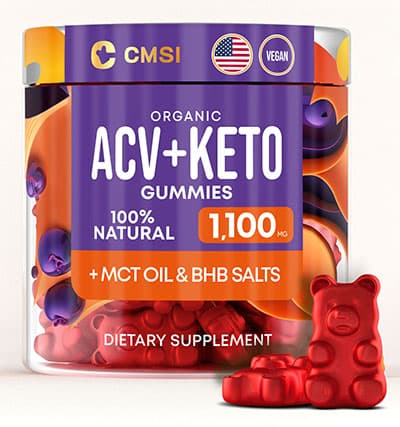 CMSI
VEGAN
ORGANIC
ACV+KETO
GUMMIES
100%
NATURAL
1,100 MG
+ MCT OIL & BHB SALTS
DIETARY SUPPLEMENT